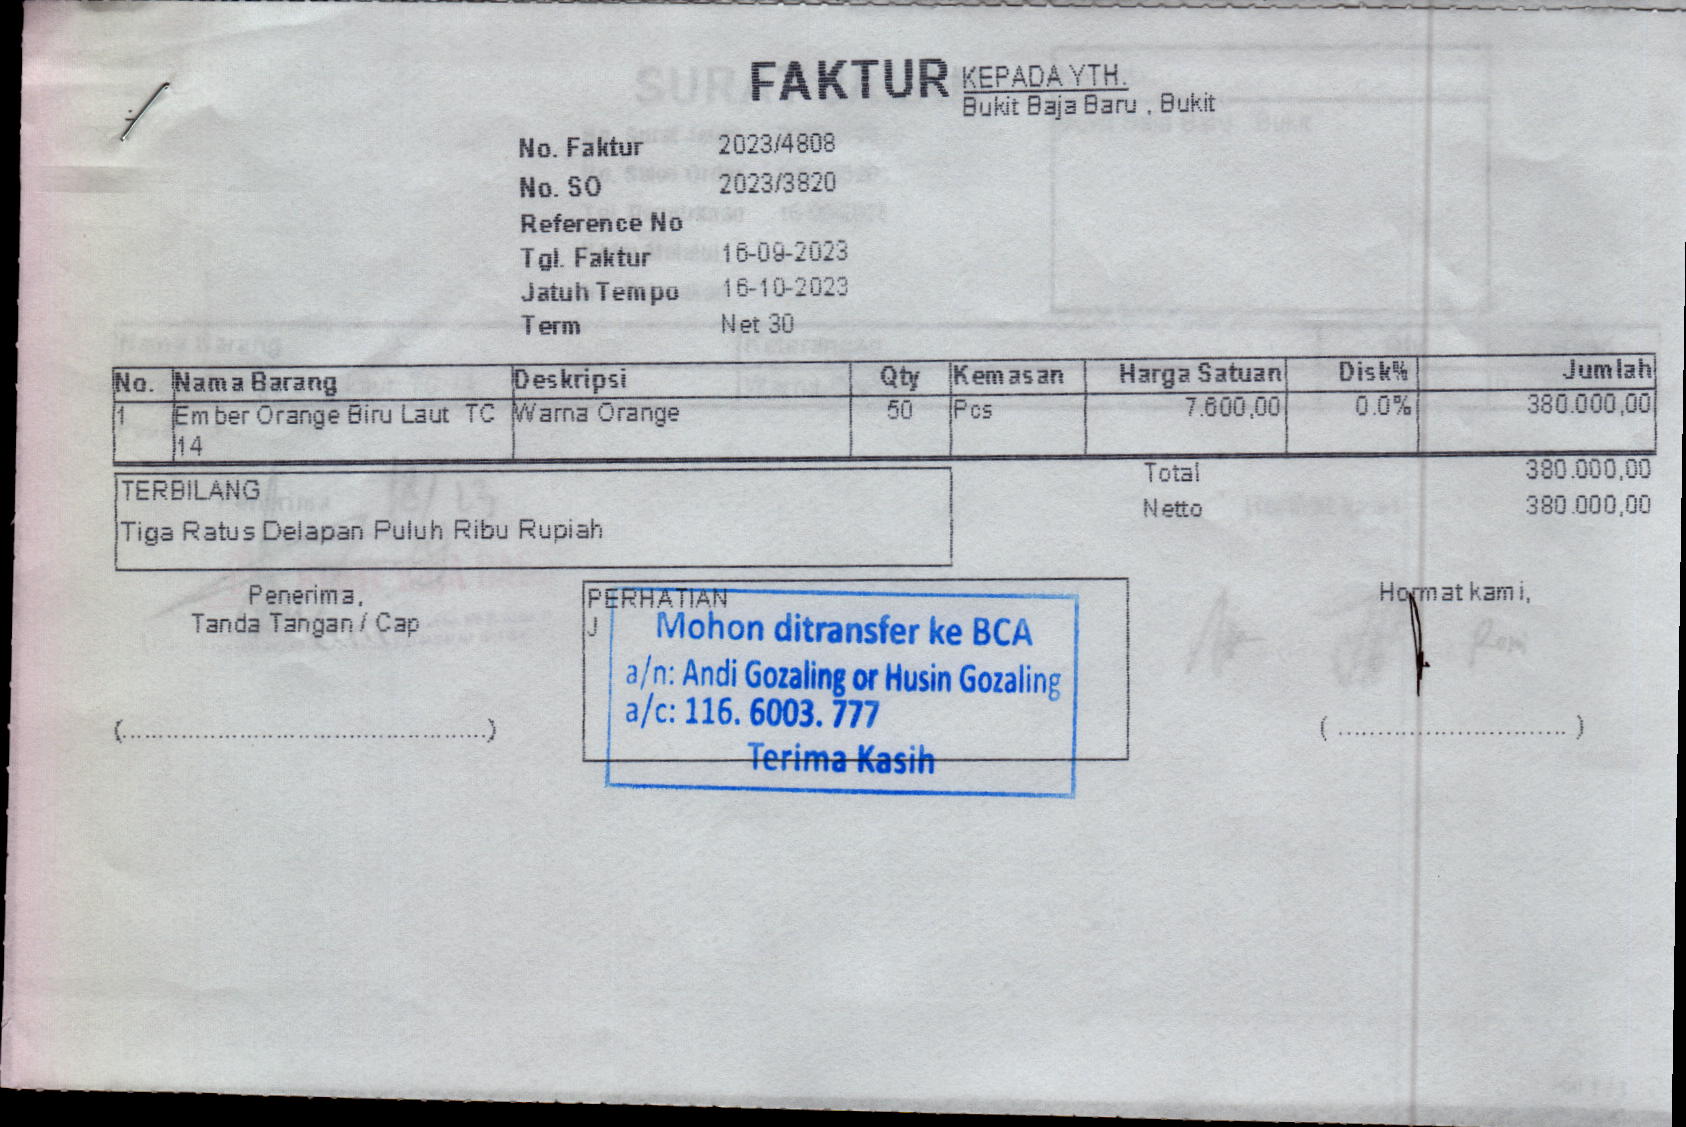 FAKTUR
KEPADA YTH.
Bukit Baja Baru , Bukit
No. Faktur 2023/4808
No. SO 2023/3820
Reference No
Tgl. Faktur 16-09-2023
Jatuh Tempo 16-10-2023
Term Net 30
No. Nama Barang Deskripsi Qty Kemasan Harga Satuan Disk% Jumlah
1 Ember Orange Biru Laut TC Warna Orange 50 Pcs 7.600,00 0.0% 380.000,00
14
Total 380.000,00
Netto 380.000,00
TERBILANG
Tiga Ratus Delapan Puluh Ribu Rupiah
Penerima,
Tanda Tangan / Cap
(................................................)
PERHATIAN
J
Mohon ditransfer ke BCA
a/n: Andi Gozaling or Husin Gozaling
a/c: 116. 6003. 777
Terima Kasih
Hormat kami,
( .............................. )